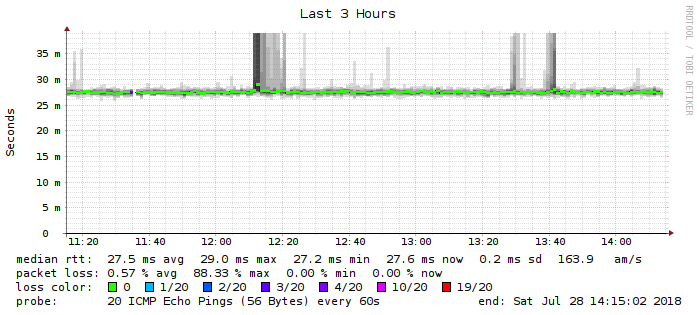 Last 3 Hours
RRDTOOL / TOBI OETIKER
Seconds
35 m
30 m
25 m
20 m
15 m
10 m
5 m
0
11:20 11:40 12:00 12:20 12:40 13:00 13:20 13:40 14:00
median rtt: 27.5 ms avg 29.0 ms max 27.2 ms min 27.6 ms now 0.2 ms sd 163.9 am/s
packet loss: 0.57 % avg 88.33 % max 0.00 % min 0.00 % now
loss color: 0 1/20 2/20 3/20 4/20 10/20 19/20
probe: 20 ICMP Echo Pings (56 Bytes) every 60s end: Sat Jul 28 14:15:02 2018